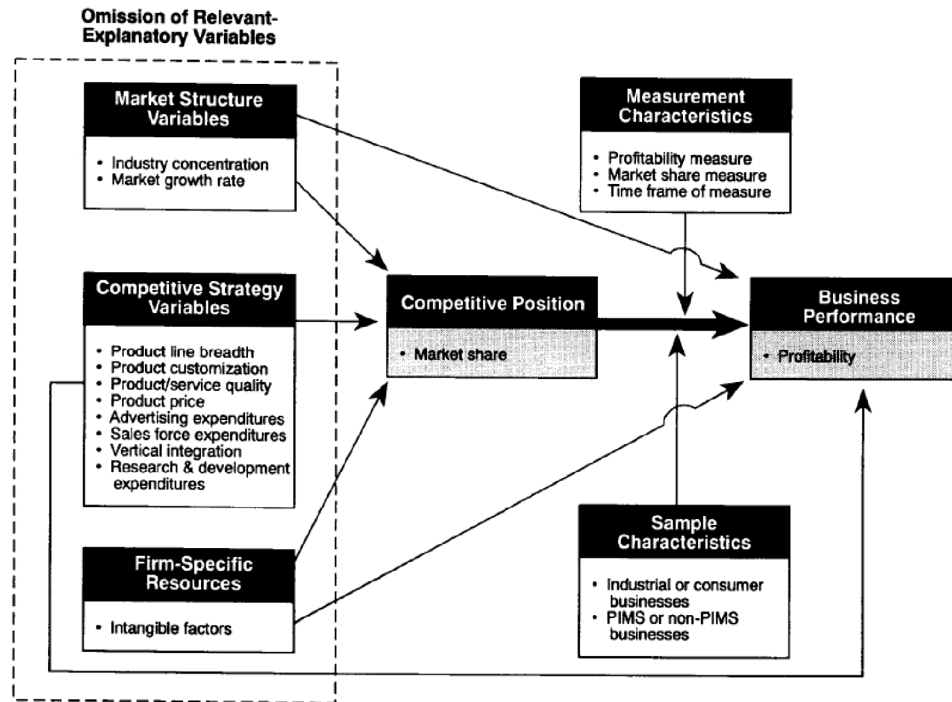 Omission of Relevant-
Explanatory Variables
Market Structure
Variables
• Industry concentration
• Market growth rate
Measurement
Characteristics
• Profitability measure
• Market share measure
• Time frame of measure
Competitive Strategy
Variables
• Product line breadth
• Product customization
• Product/service quality
• Product price
• Advertising expenditures
• Sales force expenditures
• Vertical integration
• Research & development
expenditures
Competitive Position
• Market share
Business
Performance
• Profitability
Firm-Specific
Resources
• Intangible factors
Sample
Characteristics
• Industrial or consumer
businesses
• PIMS or non-PIMS
businesses